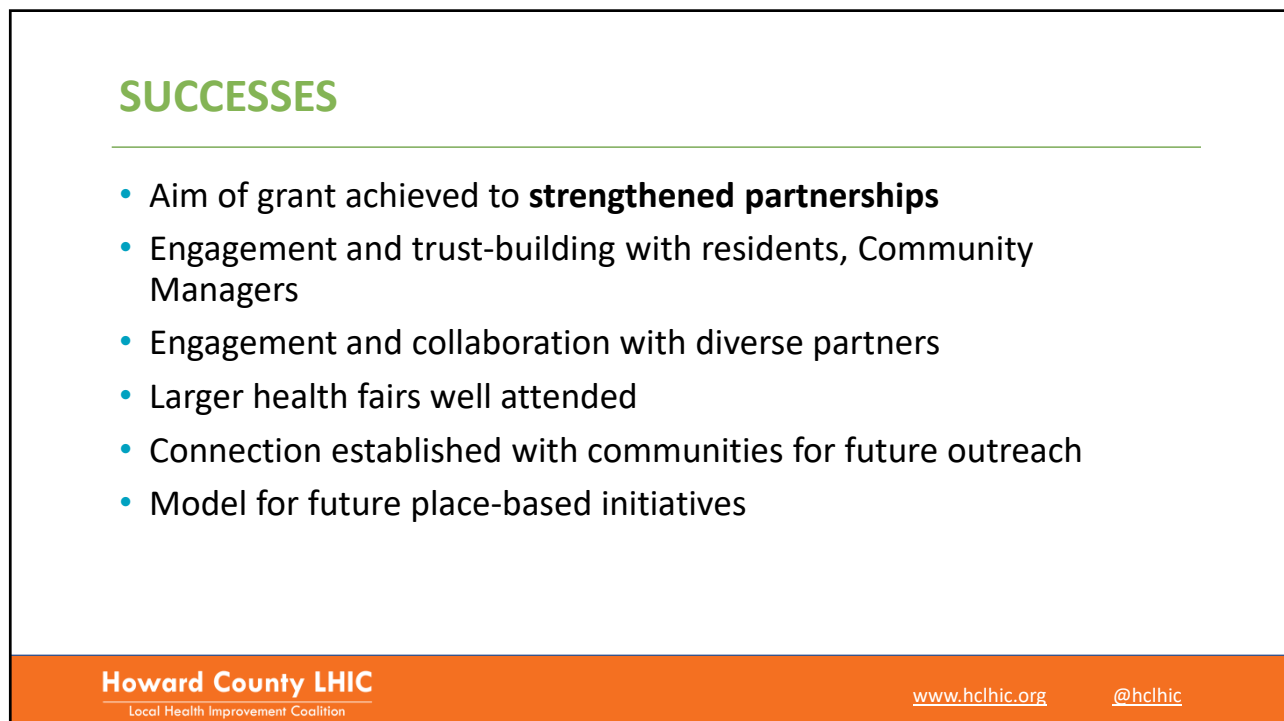 SUCCESSES
• Aim of grant achieved to strengthened partnerships
• Engagement and trust-building with residents, Community
Managers
• Engagement and collaboration with diverse partners
• Larger health fairs well attended
• Connection established with communities for future outreach
• Model for future place-based initiatives
Howard County LHIC
Local Health Improvement Coalition
www.hclhic.org @hclhic